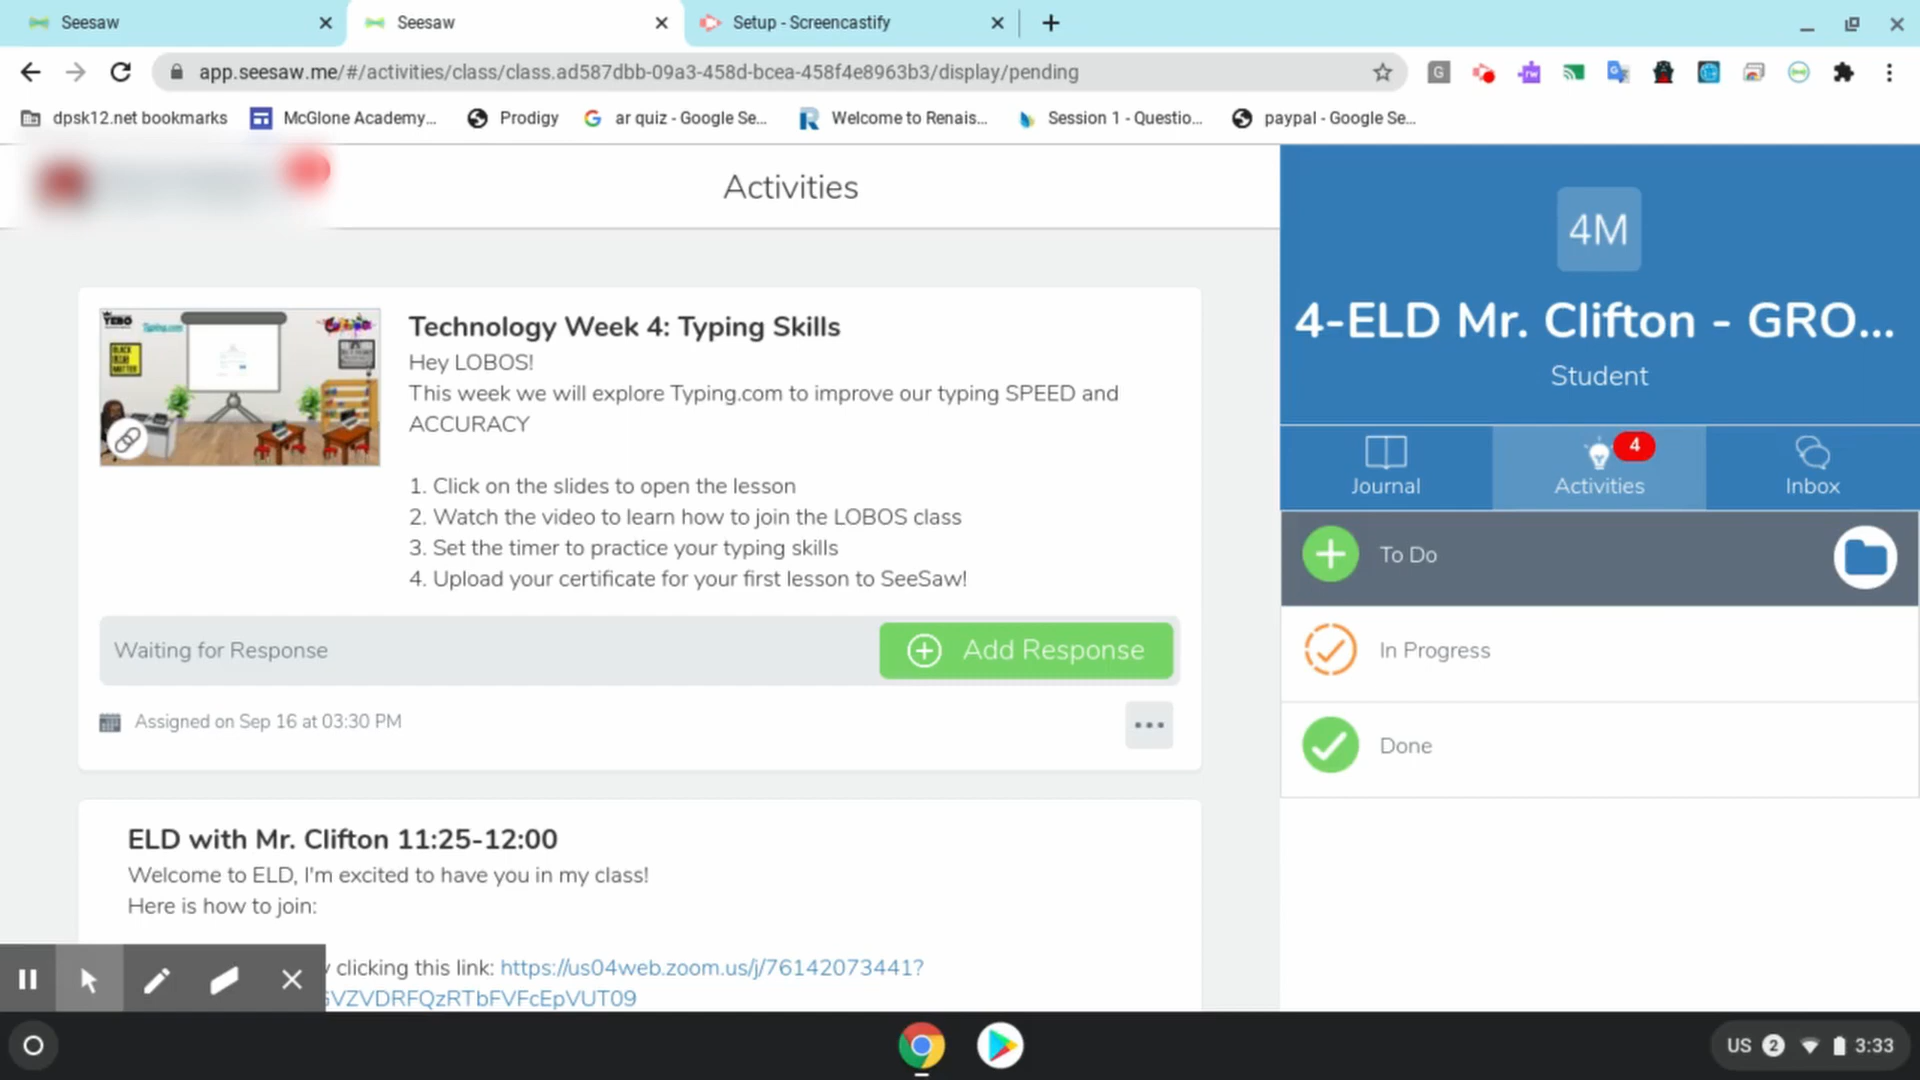 Seesaw
Seesaw
Setup - Screencastify
app.seesaw.me/#/activities/class/class.ad587dbb-09a3-458d-bcea-458f4e8963b3/display/pending
dpsk12.net bookmarks
McGlone Academy...
Prodigy
ar quiz - Google Se...
Welcome to Renais...
Session 1 - Questio...
paypal - Google Se...
Activities
4M
4-ELD Mr. Clifton - GRO...
Student
Journal
4
Activities
Inbox
To Do
In Progress
Done
YEBO
Typing.com
BLACK
LIVES
MATTER
Technology Week 4: Typing Skills
Hey LOBOS!
This week we will explore Typing.com to improve our typing SPEED and
ACCURACY
1. Click on the slides to open the lesson
2. Watch the video to learn how to join the LOBOS class
3. Set the timer to practice your typing skills
4. Upload your certificate for your first lesson to SeeSaw!
Waiting for Response
Add Response
Assigned on Sep 16 at 03:30 PM
ELD with Mr. Clifton 11:25-12:00
Welcome to ELD, I'm excited to have you in my class!
Here is how to join:
clicking this link: https://us04web.zoom.us/j/76142073441?
VZVDRFQzRTbFVFcEpVUT09
US 2 3:33